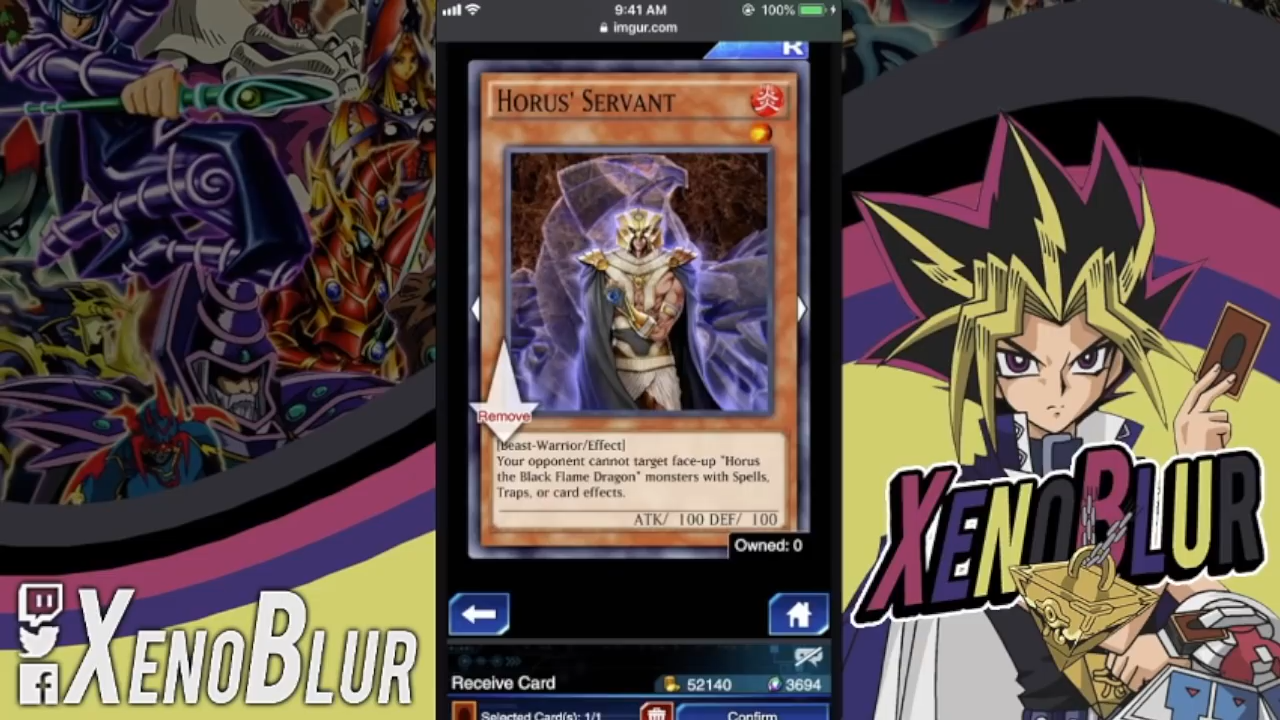 9:41 AM
100%
imgur.com
R
HORUS' SERVANT
炎
Remove
[Beast-Warrior/Effect]
Your opponent cannot target face-up "Horus
the Black Flame Dragon" monsters with Spells,
Traps, or card effects.
ATK/ 100 DEF/ 100
Owned: 0
XENOBLUR
XENOBLUR
Receive Card
52140
3694
Selected Card(s): 1/1
Confirm